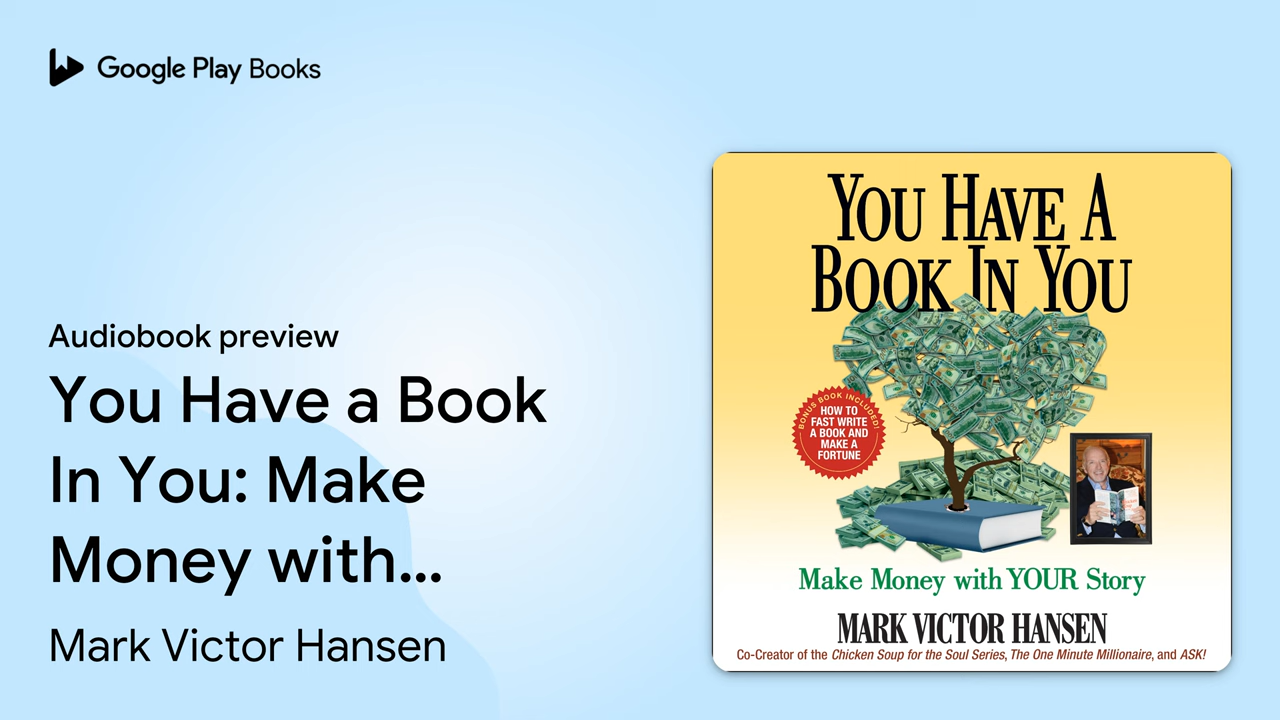 Google Play Books
Audiobook preview
You Have a Book
In You: Make
Money with...
Mark Victor Hansen
YOU HAVE A
BOOK IN YOU
BONUS BOOK INCLUDED!
HOW TO
FAST WRITE
A BOOK AND
MAKE A
FORTUNE
Make Money with YOUR Story
MARK VICTOR HANSEN
Co-Creator of the Chicken Soup for the Soul Series, The One Minute Millionaire, and ASK!